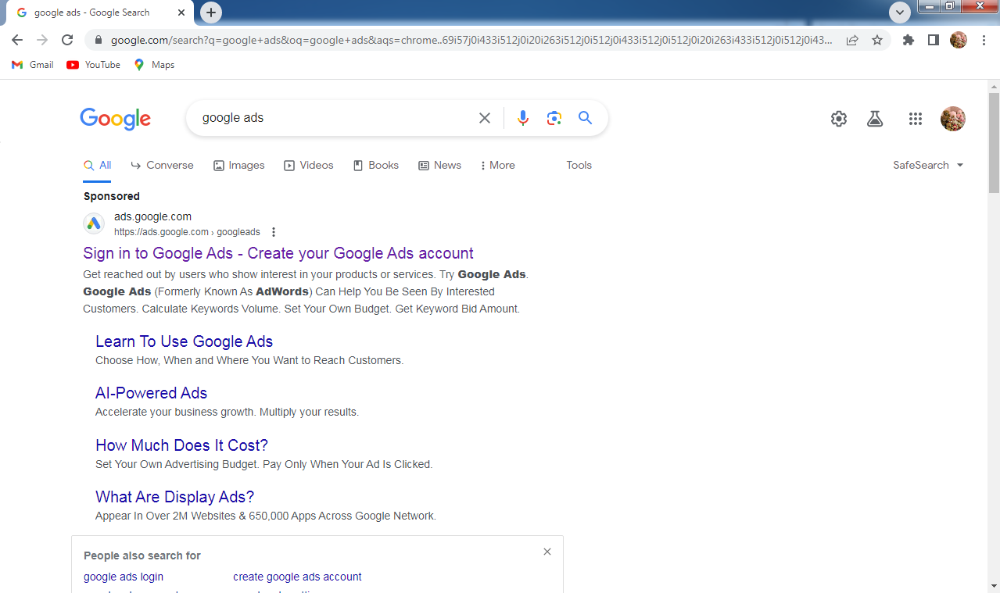 google ads - Google Search
google.com/search?q=google+ads&oq=google+ads&aqs=chrome..69i57j0i433i512j0i20i263i512j0i512j0i433i512j0i512j0i20i263i433i512j0i512j0i43...
Gmail YouTube Maps
Google
google ads
All Converse Images Videos Books News More Tools SafeSearch
Sponsored
ads.google.com
https://ads.google.com › googleads
Sign in to Google Ads - Create your Google Ads account
Get reached out by users who show interest in your products or services. Try Google Ads.
Google Ads (Formerly Known As AdWords) Can Help You Be Seen By Interested
Customers. Calculate Keywords Volume. Set Your Own Budget. Get Keyword Bid Amount.
Learn To Use Google Ads
Choose How, When and Where You Want to Reach Customers.
AI-Powered Ads
Accelerate your business growth. Multiply your results.
How Much Does It Cost?
Set Your Own Advertising Budget. Pay Only When Your Ad Is Clicked.
What Are Display Ads?
Appear In Over 2M Websites & 650,000 Apps Across Google Network.
People also search for
google ads login create google ads account